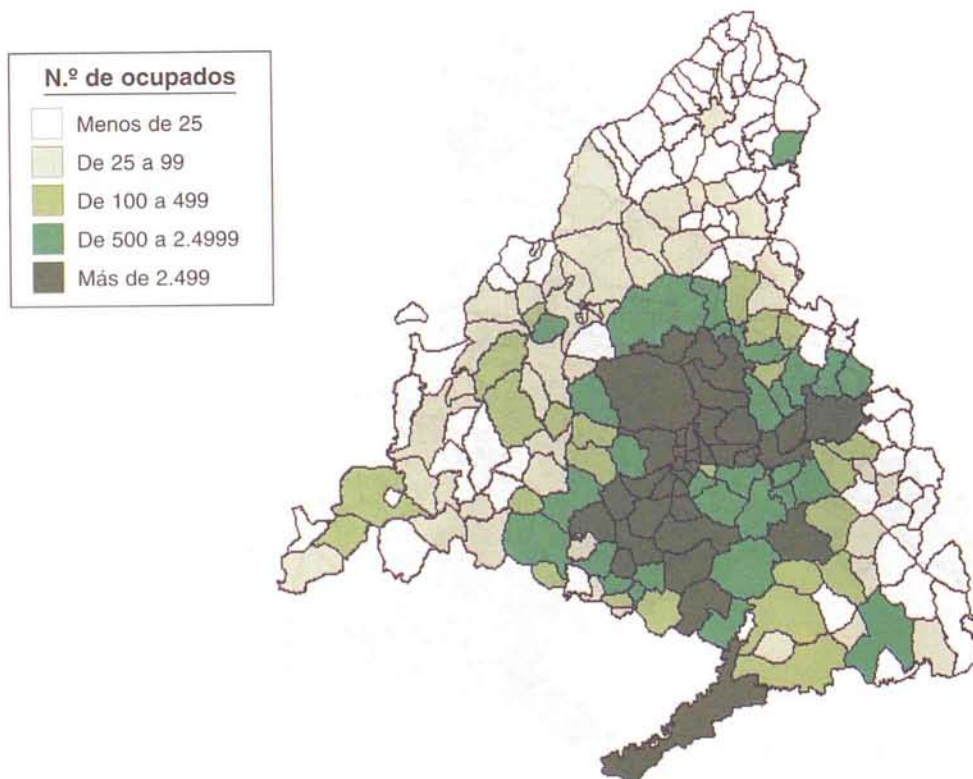 N.º de ocupados
Menos de 25
De 25 a 99
De 100 a 499
De 500 a 2.4999
Más de 2.499